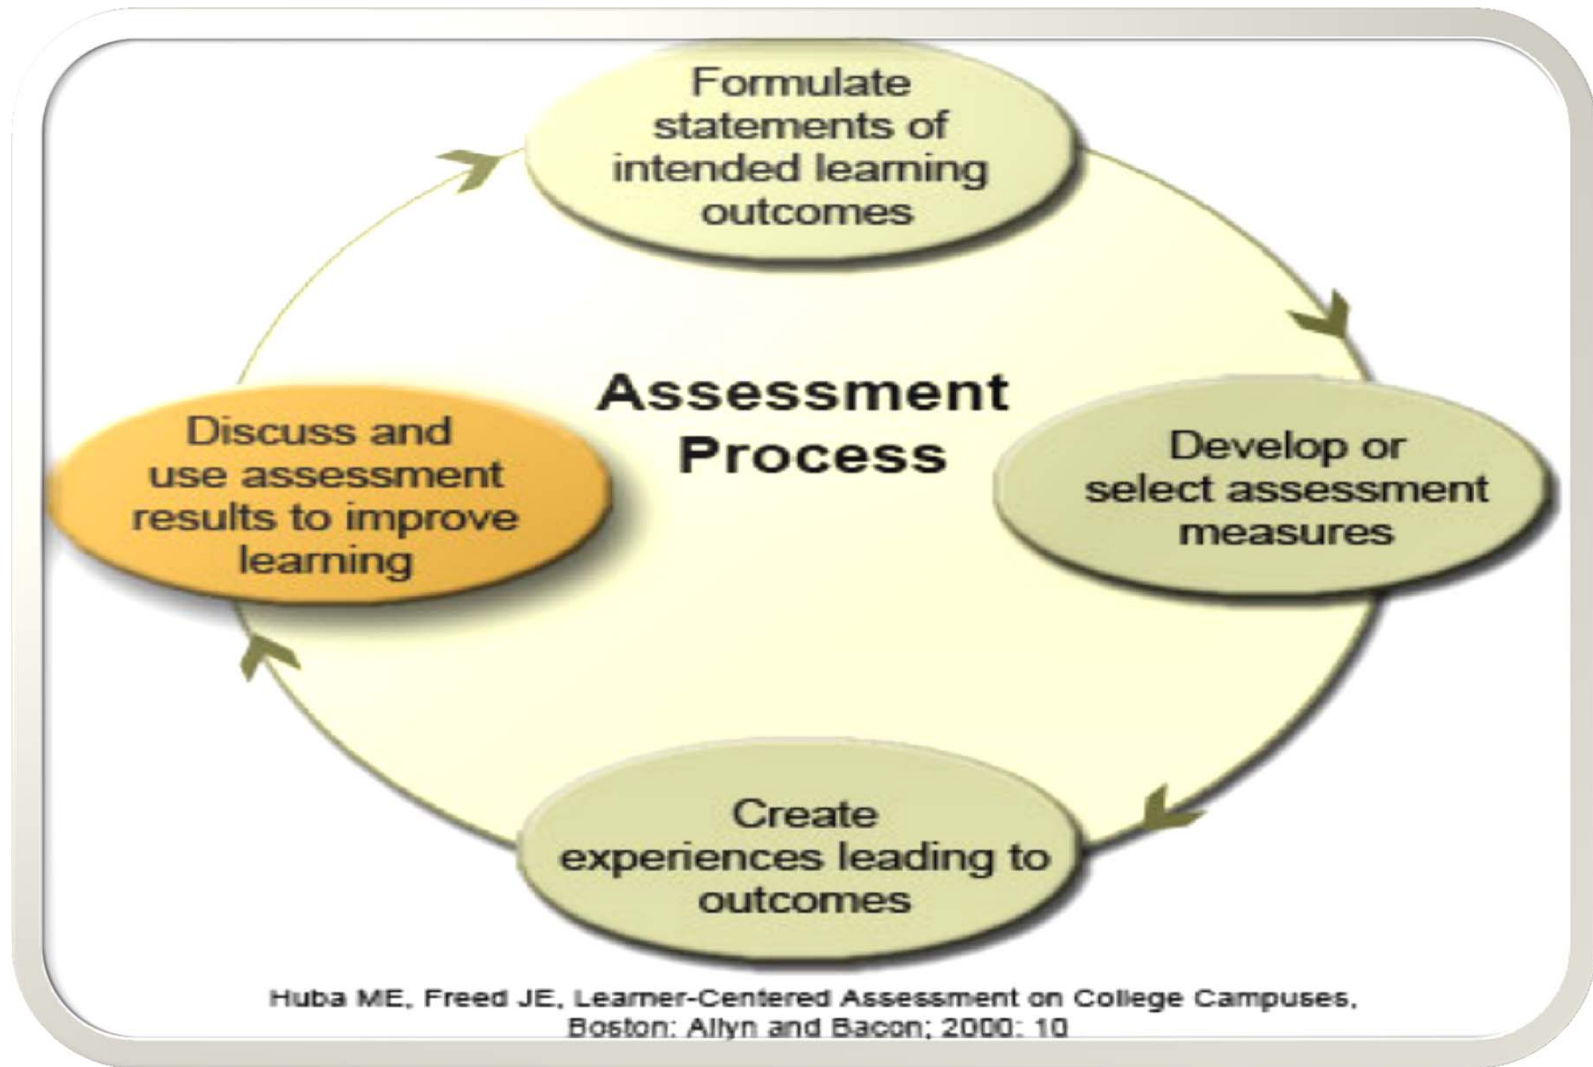 Formulate
statements of
intended learning
outcomes
Assessment
Process
Develop or
select assessment
measures
Create
experiences leading to
outcomes
Discuss and
use assessment
results to improve
learning
Huba ME, Freed JE, Learner-Centered Assessment on College Campuses,
Boston: Allyn and Bacon; 2000: 10